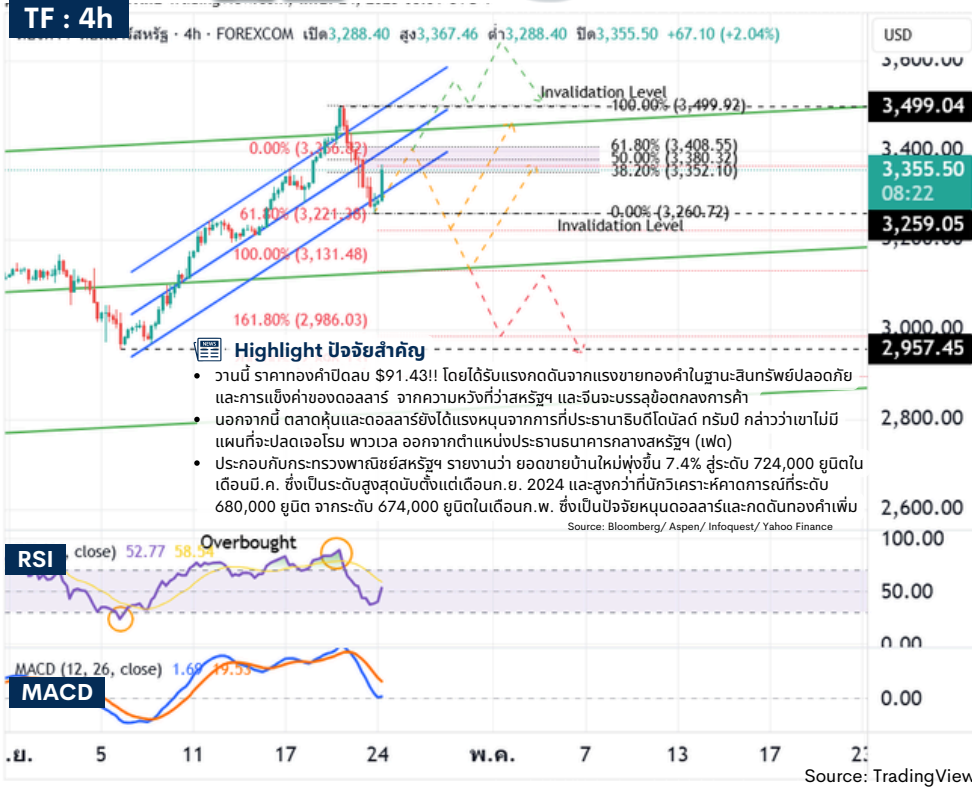 TF : 4h
4h · FOREXCOM เปิด3,288.40 สูง3,367.46 ต่ำ3,288.40 ปิด3,355.50 +67.10 (+2.04%)
USD
3,600.00
Invalidation Level
100.00% (3,499.92)
3,499.04
0.00% (3,366.82)
61.80% (3,408.55)
50.00% (3,380.32)
38.20% (3,352.10)
3,400.00
3,355.50
08:22
61.80% (3,221.36)
0.00% (3,260.72)
Invalidation Level
3,259.05
3,200.00
100.00% (3,131.48)
161.80% (2,986.03)
3,000.00
2,957.45
NEWS
Highlight ปัจจัยสำคัญ
• วานนี้ ราคาทองคำปิดลบ $91.43!! โดยได้รับแรงกดดันจากแรงขายทองคำในฐานะสินทรัพย์ปลอดภัย
และการแข็งค่าของดอลลาร์ จากความหวังที่ว่าสหรัฐฯ และจีนจะบรรลุข้อตกลงการค้า
• นอกจากนี้ ตลาดหุ้นและดอลลาร์ยังได้แรงหนุนจากการที่ประธานาธิบดีโดนัลด์ ทรัมป์ กล่าวว่าเขาไม่มี
แผนที่จะปลดเจอโรม พาวเวล ออกจากตำแหน่งประธานธนาคารกลางสหรัฐฯ (เฟด)
• ประกอบกับกระทรวงพาณิชย์สหรัฐฯ รายงานว่า ยอดขายบ้านใหม่พุ่งขึ้น 7.4% สู่ระดับ 724,000 ยูนิตใน
เดือนมี.ค. ซึ่งเป็นระดับสูงสุดนับตั้งแต่เดือนก.ย. 2024 และสูงกว่าที่นักวิเคราะห์คาดการณ์ที่ระดับ
680,000 ยูนิต จากระดับ 674,000 ยูนิตในเดือนก.พ. ซึ่งเป็นปัจจัยหนุนดอลลาร์และกดดันทองคำเพิ่ม
Source: Bloomberg/ Aspen/ Infoquest/ Yahoo Finance
2,800.00
2,600.00
RSI
close) 52.77 58.54
Overbought
100.00
50.00
0.00
MACD (12, 26, close) 1.69 19.53
MACD
0.00
.ย. 5 11 17 24 พ.ค. 7 13 17 23
Source: TradingView